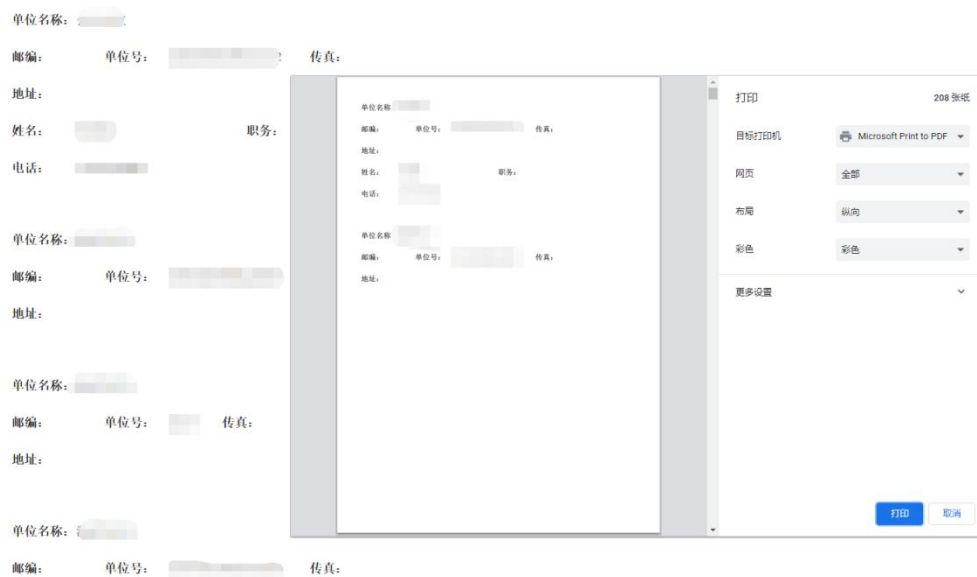 单位名称：
邮编： 单位号： 传真：
地址：
姓名： 职务：
电话：
单位名称：
邮编： 单位号：
地址：
单位名称：
邮编： 单位号： 传真：
地址：
单位名称：
邮编： 单位号： 传真：
单位名称
邮编： 单位号： 传真：
地址：
姓名： 职务：
电话：
单位名称
邮编： 单位号： 传真：
地址：
打印 208 张纸
目标打印机 Microsoft Print to PDF
网页 全部
布局 纵向
彩色 彩色
更多设置
打印 取消